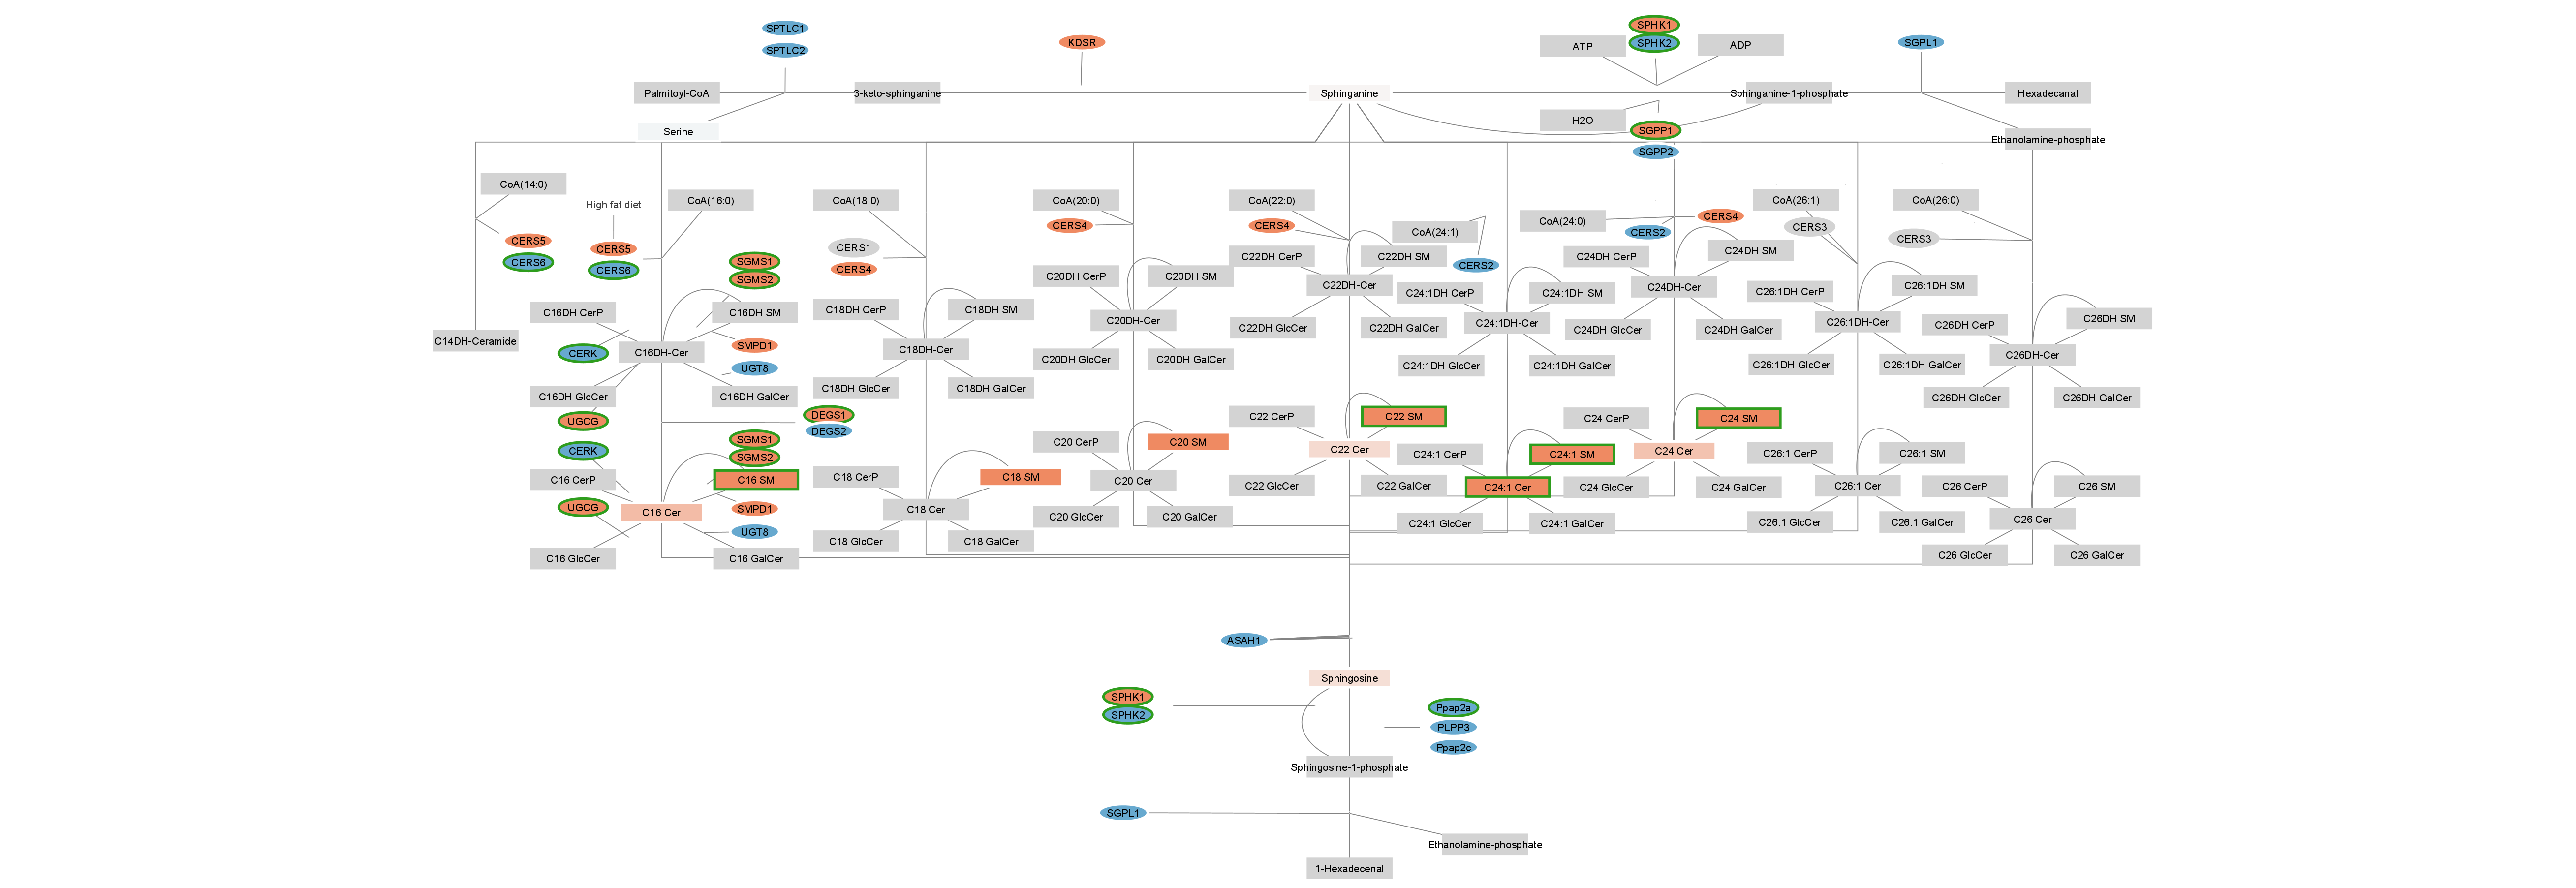 SPTLC1
SPTLC2
KDSR
SPHK1
SPHK2
ATP
ADP
SGPL1
Palmitoyl-CoA
3-keto-sphinganine
Sphinganine
Sphinganine-1-phosphate
Hexadecanal
H2O
SGPP1
SGPP2
Serine
Ethanolamine-phosphate
CoA(14:0)
CERS5
CERS6
High fat diet
CERS5
CERS6
CoA(16:0)
CoA(18:0)
CERS1
CERS4
CoA(20:0)
CERS4
CoA(22:0)
CERS4
CoA(24:1)
CERS2
CoA(24:0)
CERS4
CERS2
CoA(26:1)
CERS3
CoA(26:0)
CERS3
C14DH-Ceramide
SGMS1
SGMS2
C16DH CerP
C16DH SM
CERK
C16DH-Cer
SMPD1
UGT8
C16DH GlcCer
C16DH GalCer
UGCG
DEGS1
DEGS2
C18DH CerP
C18DH SM
C18DH-Cer
C18DH GlcCer
C18DH GalCer
C20DH CerP
C20DH SM
C20DH-Cer
C20DH GlcCer
C20DH GalCer
C22DH CerP
C22DH SM
C22DH-Cer
C22DH GlcCer
C22DH GalCer
C24:1DH CerP
C24:1DH SM
C24:1DH-Cer
C24:1DH GlcCer
C24:1DH GalCer
C24DH CerP
C24DH SM
C24DH-Cer
C24DH GlcCer
C24DH GalCer
C26:1DH CerP
C26:1DH SM
C26:1DH-Cer
C26:1DH GlcCer
C26:1DH GalCer
C26DH CerP
C26DH SM
C26DH-Cer
C26DH GlcCer
C26DH GalCer
CERK
SGMS1
SGMS2
C16 CerP
C16 SM
UGCG
C16 Cer
SMPD1
UGT8
C16 GlcCer
C16 GalCer
C18 CerP
C18 SM
C18 Cer
C18 GlcCer
C18 GalCer
C20 CerP
C20 SM
C20 Cer
C20 GlcCer
C20 GalCer
C22 CerP
C22 SM
C22 Cer
C22 GlcCer
C22 GalCer
C24:1 CerP
C24:1 SM
C24:1 Cer
C24:1 GlcCer
C24:1 GalCer
C24 CerP
C24 SM
C24 Cer
C24 GlcCer
C24 GalCer
C26:1 CerP
C26:1 SM
C26:1 Cer
C26:1 GlcCer
C26:1 GalCer
C26 CerP
C26 SM
C26 Cer
C26 GlcCer
C26 GalCer
ASAH1
Sphingosine
SPHK1
SPHK2
Ppap2a
PLPP3
Ppap2c
Sphingosine-1-phosphate
SGPL1
Ethanolamine-phosphate
1-Hexadecenal